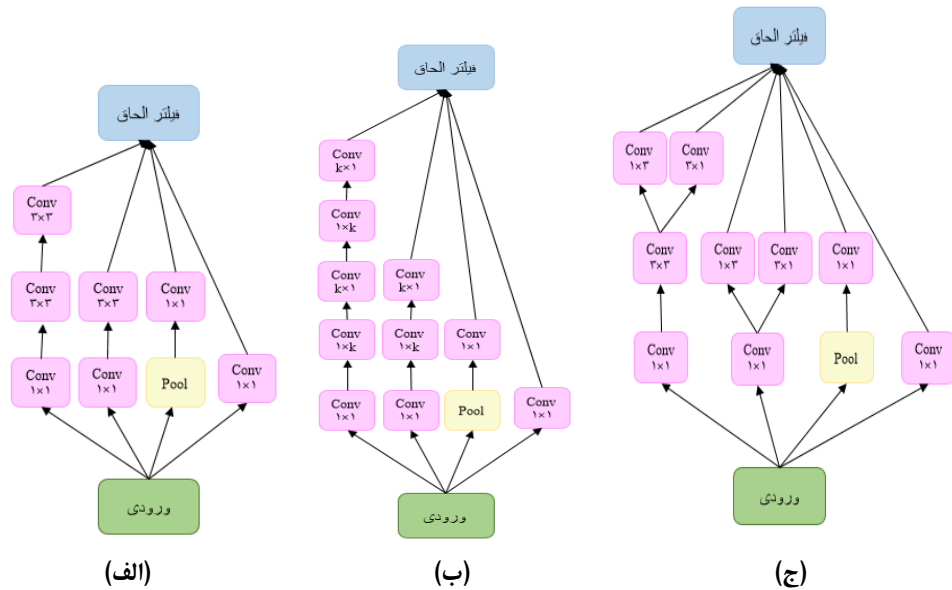 فیلتر الحاق
Conv
۳×۳
Conv
۳×۳
Conv
۳×۳
Conv
۱×۱
Conv
۱×۱
Conv
۱×۱
Pool
Conv
۱×۱
ورودی
(الف)
فیلتر الحاق
Conv
k×۱
Conv
۱×k
Conv
k×۱
Conv
k×۱
Conv
۱×k
Conv
۱×k
Conv
۱×۱
Conv
۱×۱
Conv
۱×۱
Pool
Conv
۱×۱
ورودی
(ب)
فیلتر الحاق
Conv
۱×۳
Conv
۳×۱
Conv
۳×۳
Conv
۱×۳
Conv
۳×۱
Conv
۱×۱
Conv
۱×۱
Conv
۱×۱
Pool
Conv
۱×۱
ورودی
(ج)